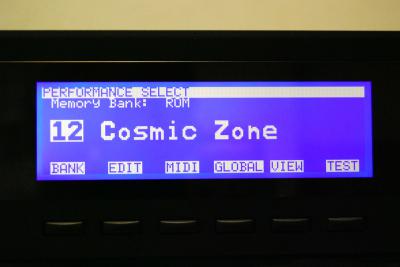 PERFORMANCE SELECT
Memory Bank: ROM
12 Cosmic Zone
BANK EDIT MIDI GLOBAL VIEW TEST